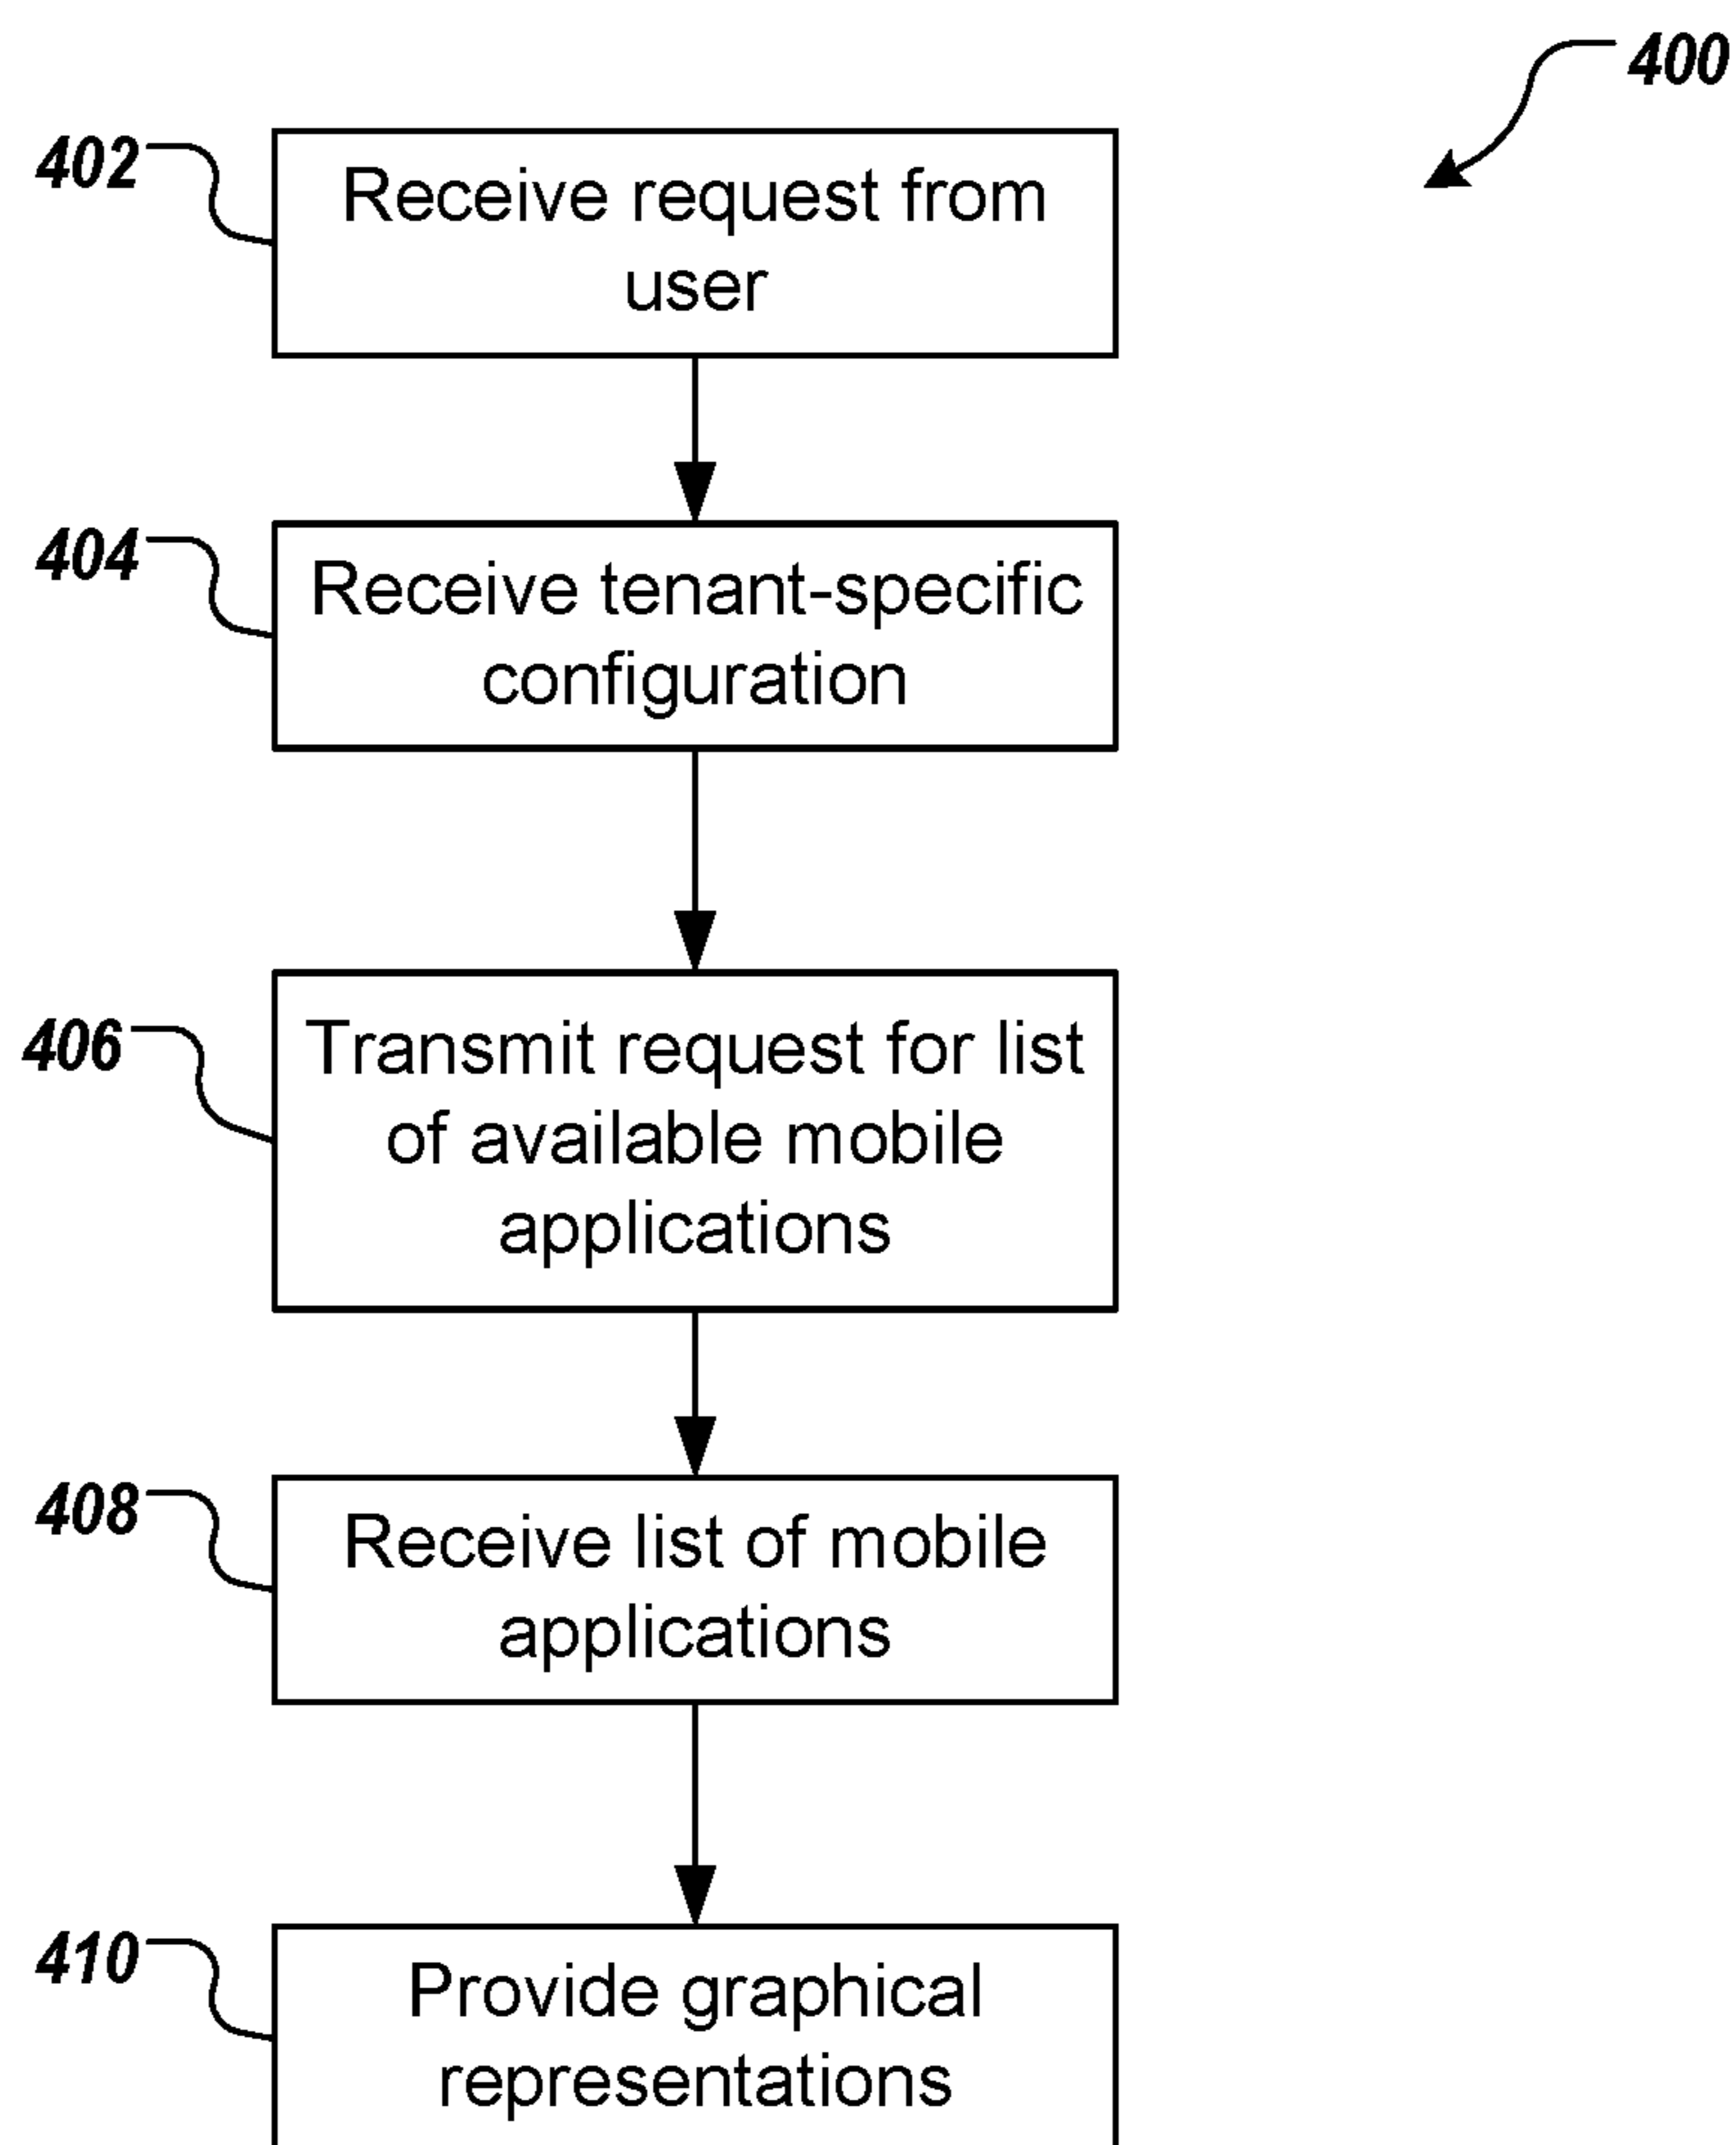 400
402
Receive request from
user
404
Receive tenant-specific
configuration
406
Transmit request for list
of available mobile
applications
408
Receive list of mobile
applications
410
Provide graphical
representations